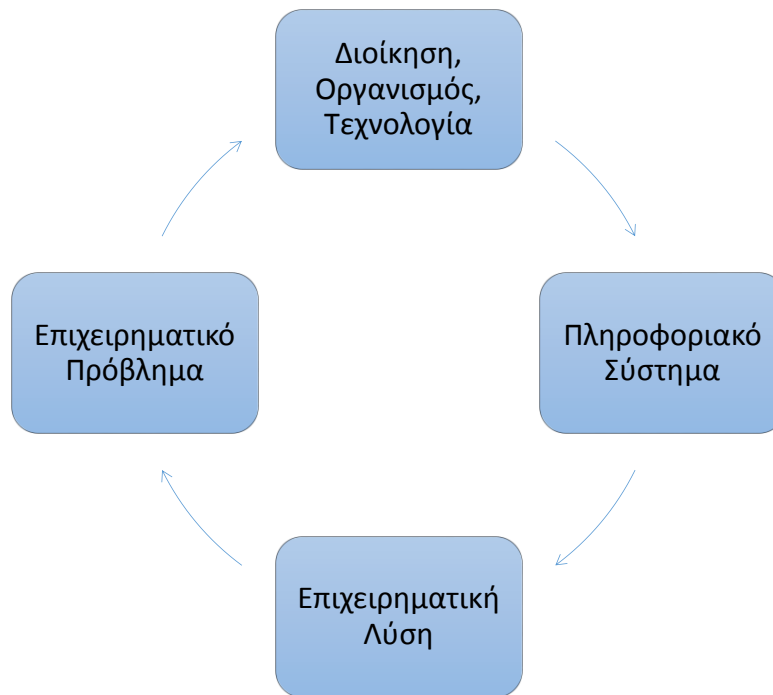 Διοίκηση,
Οργανισμός,
Τεχνολογία
Επιχειρηματικό
Πρόβλημα
Πληροφοριακό
Σύστημα
Επιχειρηματική
Λύση